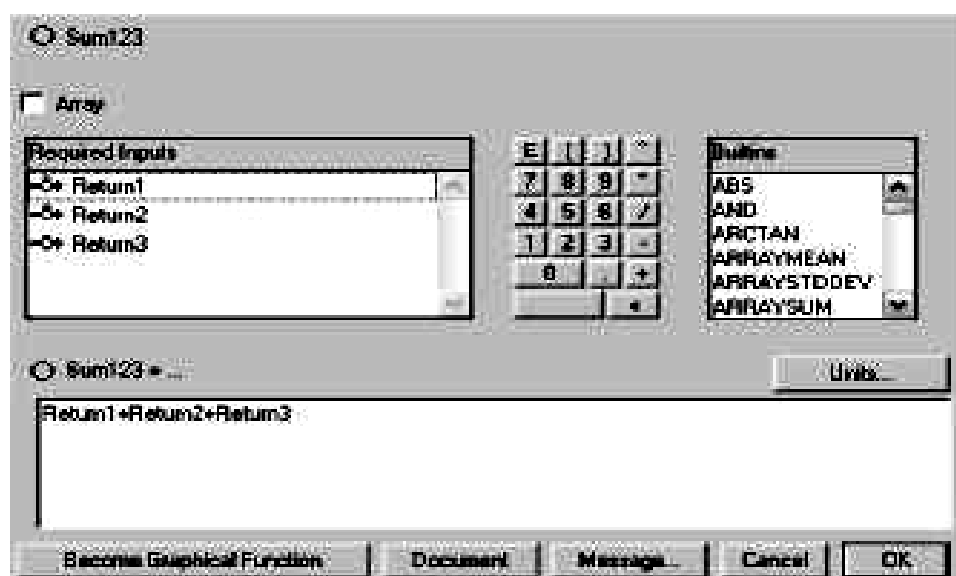 Sum123
Array
Required Inputs
Return1
Return2
Return3
E ( ) ^
7 8 9 *
4 5 6 /
1 2 3 -
0 . +
Builtins
ABS
AND
ARCTAN
ARRAYMEAN
ARRAYSTDDEV
ARRAYSUM
Sum123 = ...
Units...
Return1+Return2+Return3
Become Graphical Function
Document
Message...
Cancel
OK